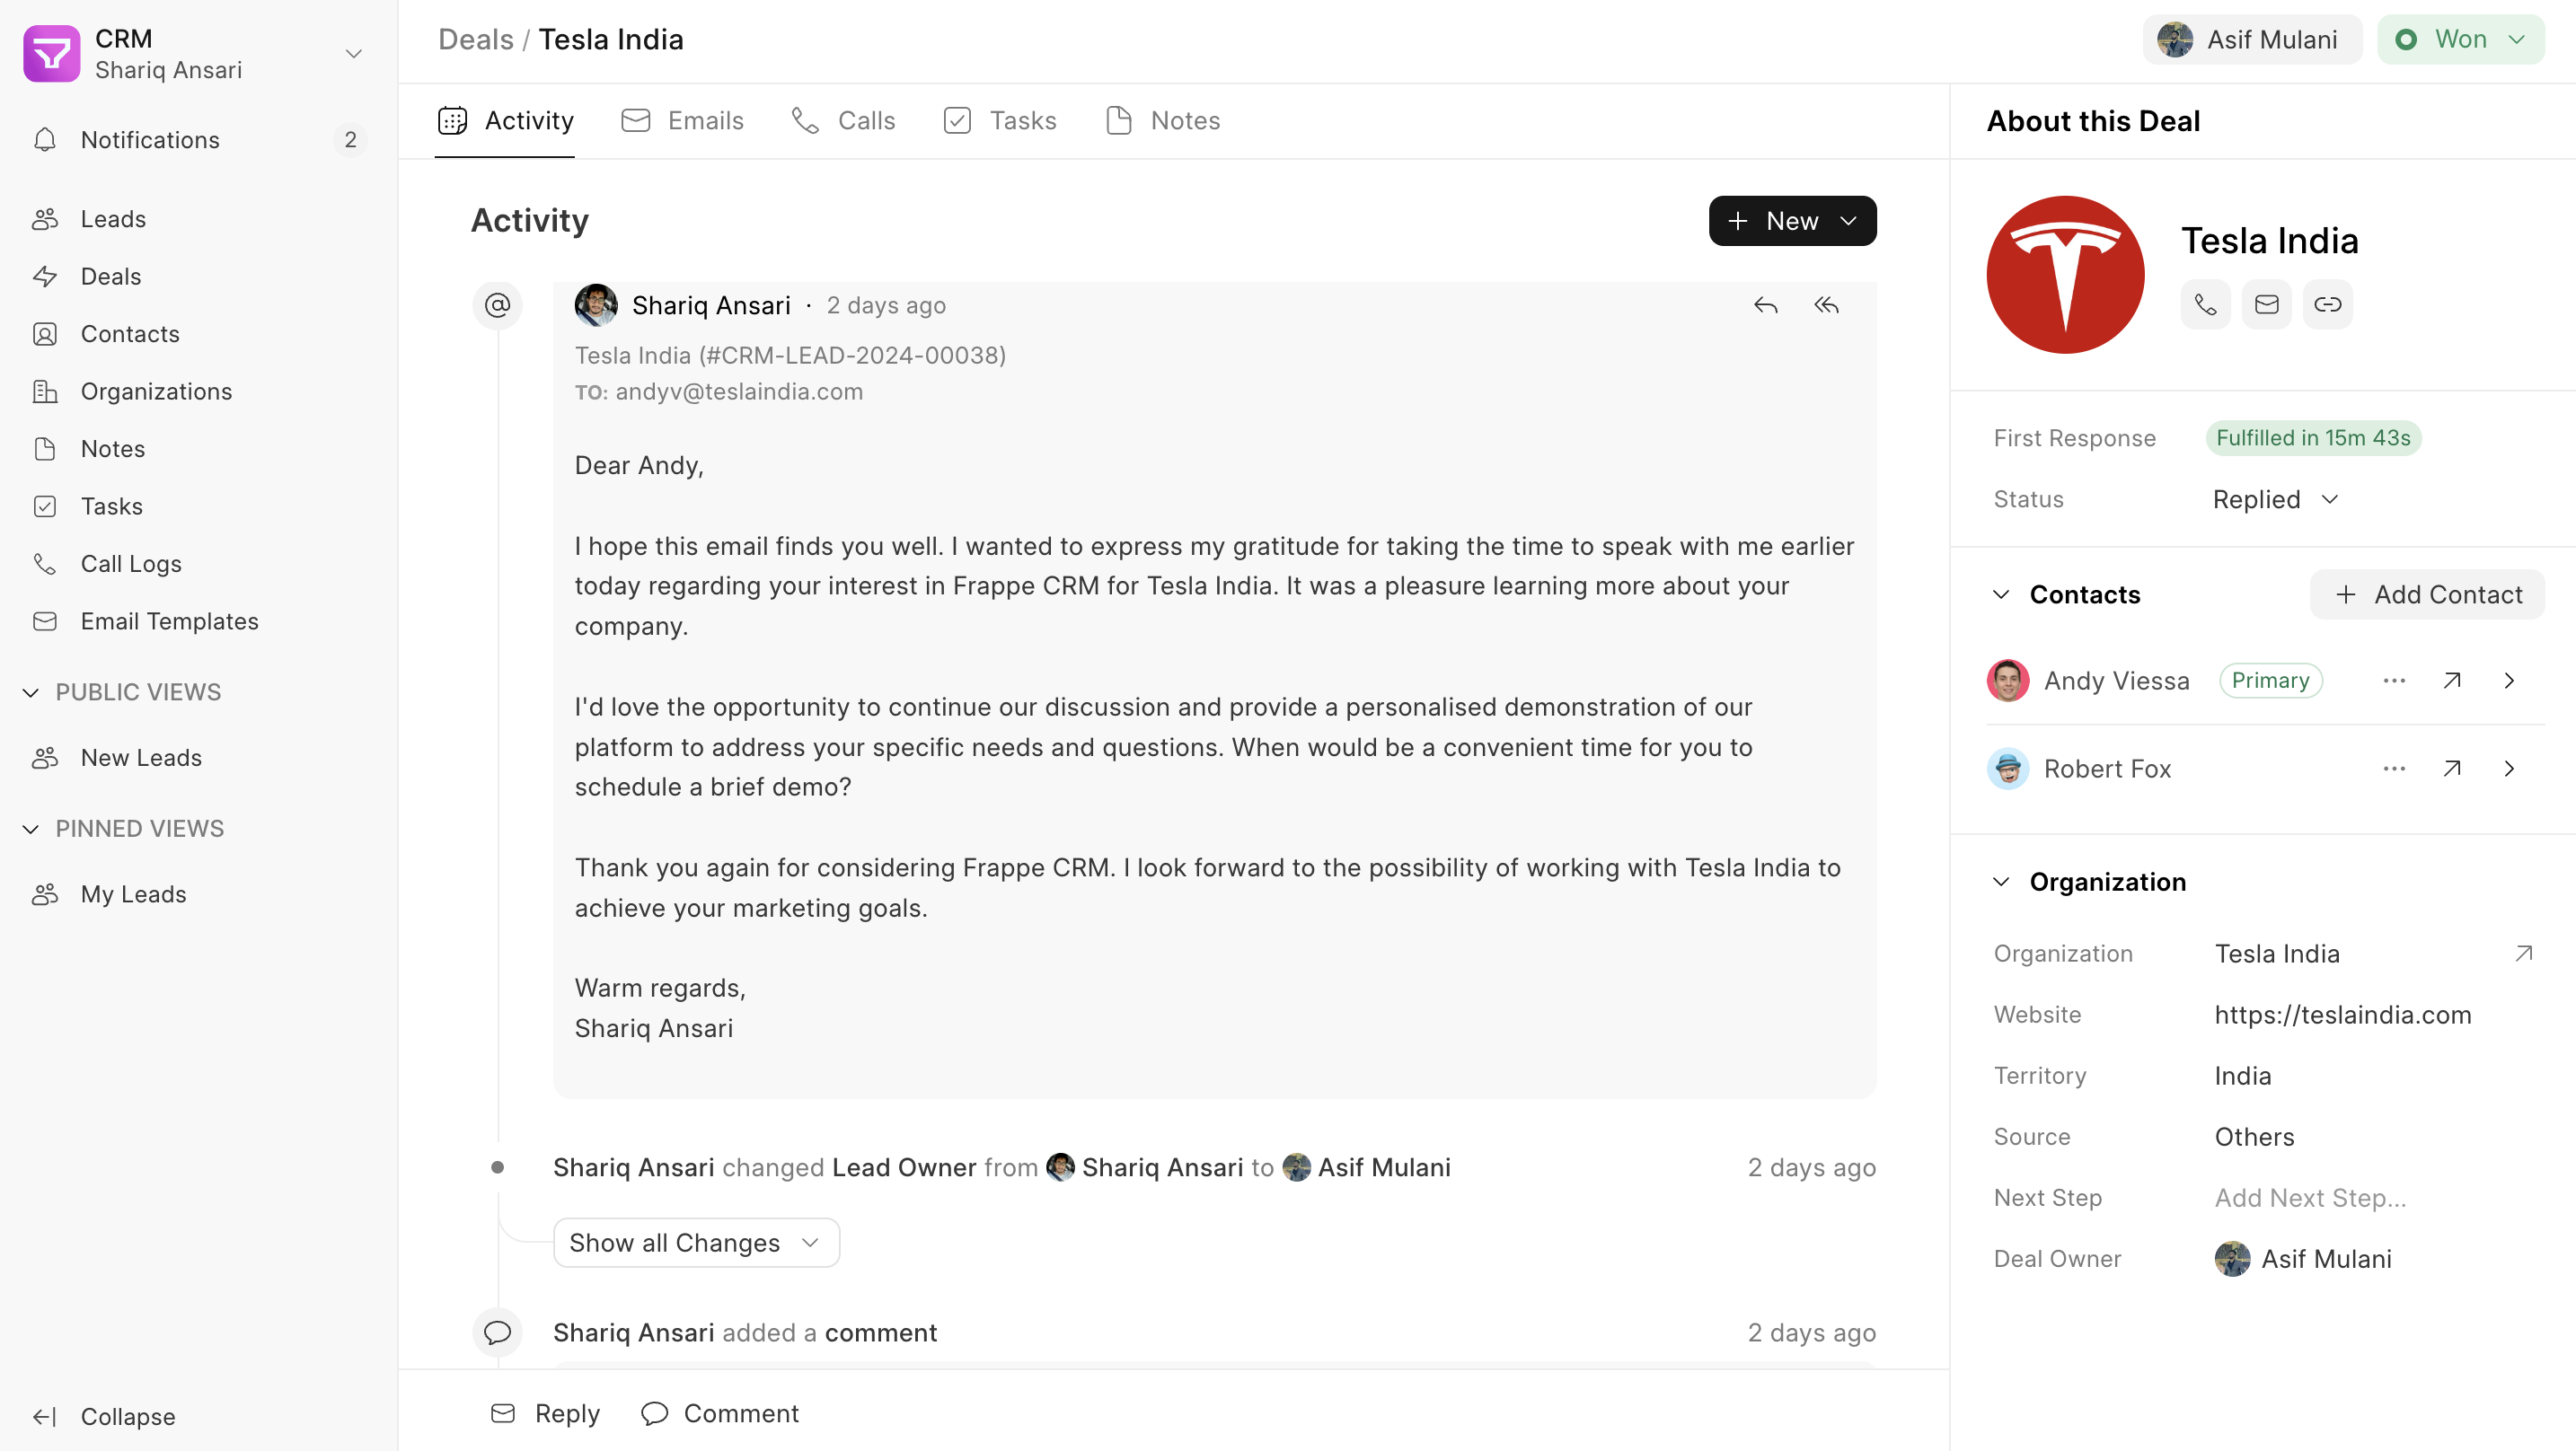 CRM
Shariq Ansari
Notifications 2
Leads
Deals
Contacts
Organizations
Notes
Tasks
Call Logs
Email Templates
PUBLIC VIEWS
New Leads
PINNED VIEWS
My Leads
Collapse
Deals / Tesla India
Asif Mulani
Won
Activity Emails Calls Tasks Notes
Activity
New
Shariq Ansari · 2 days ago
Tesla India (#CRM-LEAD-2024-00038)
TO: andyv@teslaindia.com
Dear Andy,
I hope this email finds you well. I wanted to express my gratitude for taking the time to speak with me earlier
today regarding your interest in Frappe CRM for Tesla India. It was a pleasure learning more about your
company.
I'd love the opportunity to continue our discussion and provide a personalised demonstration of our
platform to address your specific needs and questions. When would be a convenient time for you to
schedule a brief demo?
Thank you again for considering Frappe CRM. I look forward to the possibility of working with Tesla India to
achieve your marketing goals.
Warm regards,
Shariq Ansari
Shariq Ansari changed Lead Owner from Shariq Ansari to Asif Mulani 2 days ago
Show all Changes
Shariq Ansari added a comment 2 days ago
Reply Comment
About this Deal
Tesla India
First Response Fulfilled in 15m 43s
Status Replied
Contacts Add Contact
Andy Viessa Primary
Robert Fox
Organization
Organization Tesla India
Website https://teslaindia.com
Territory India
Source Others
Next Step Add Next Step...
Deal Owner Asif Mulani